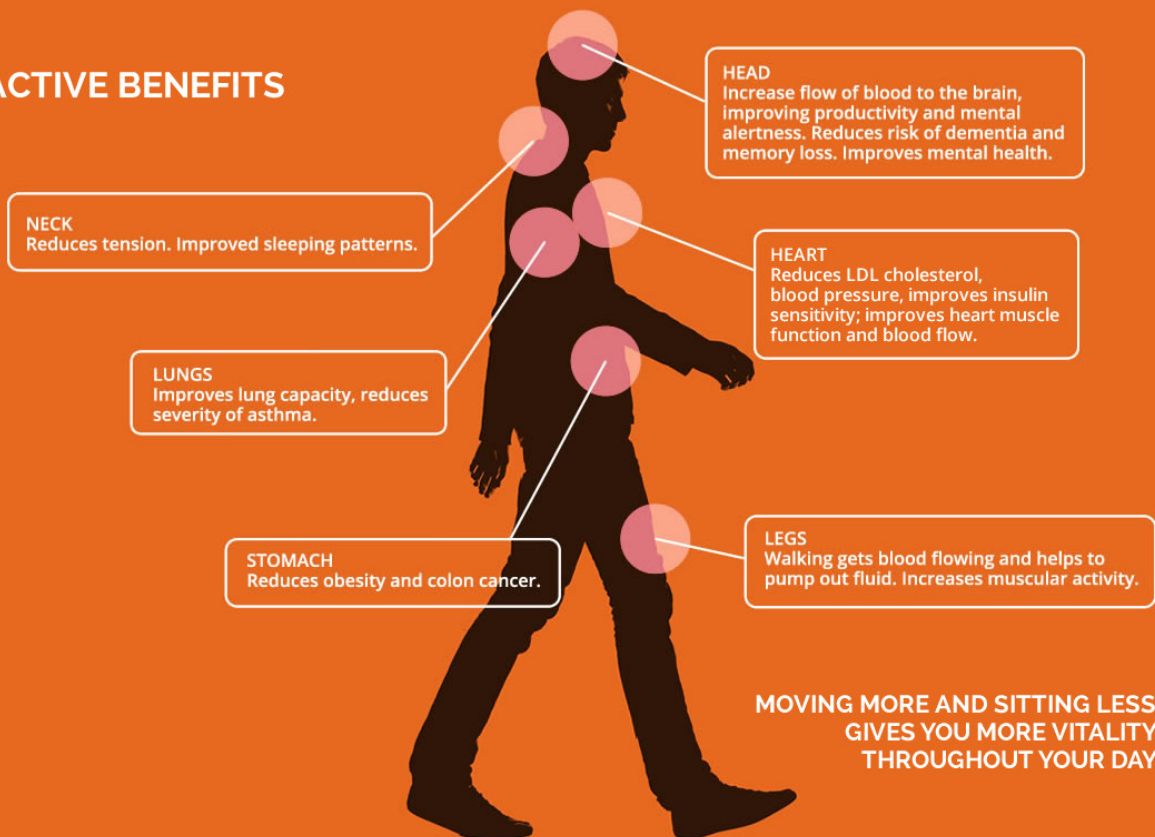 ACTIVE BENEFITS
HEAD
Increase flow of blood to the brain,
improving productivity and mental
alertness. Reduces risk of dementia and
memory loss. Improves mental health.
NECK
Reduces tension. Improved sleeping patterns.
HEART
Reduces LDL cholesterol,
blood pressure, improves insulin
sensitivity; improves heart muscle
function and blood flow.
LUNGS
Improves lung capacity, reduces
severity of asthma.
STOMACH
Reduces obesity and colon cancer.
LEGS
Walking gets blood flowing and helps to
pump out fluid. Increases muscular activity.
MOVING MORE AND SITTING LESS
GIVES YOU MORE VITALITY
THROUGHOUT YOUR DAY